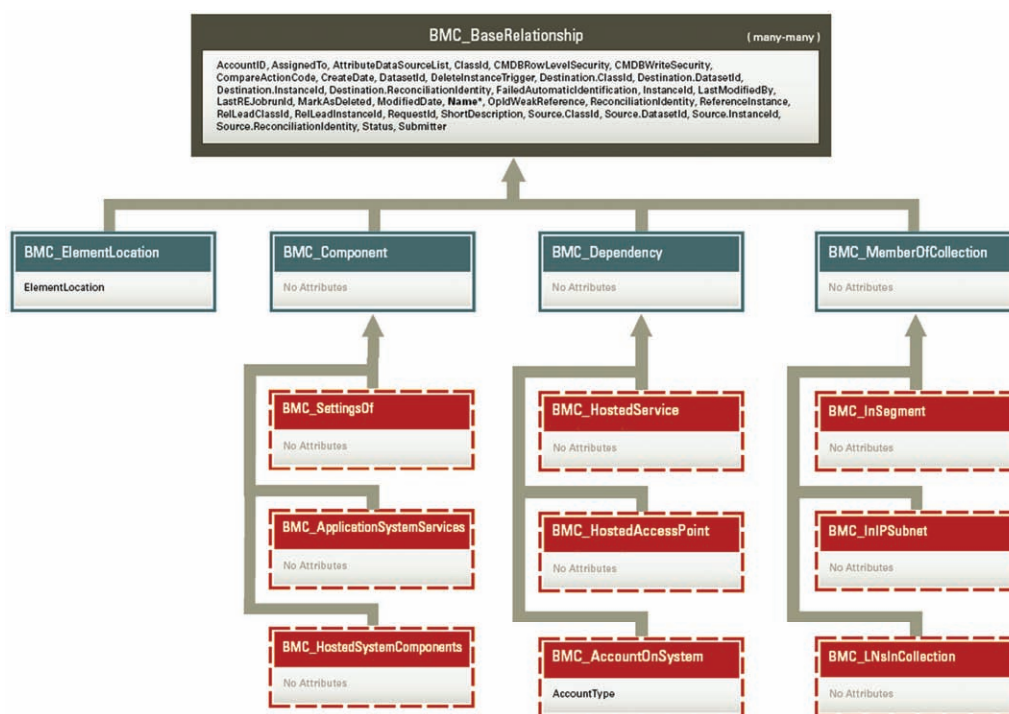 BMC_BaseRelationship (many-many)
AccountID, AssignedTo, AttributeDataSourceList, ClassId, CMDBRowLevelSecurity, CMDBWriteSecurity,
CompareActionCode, CreateDate, DatasetId, DeleteInstanceTrigger, Destination.ClassId, Destination.DatasetId,
Destination.InstanceId, Destination.ReconciliationIdentity, FailedAutomaticIdentification, InstanceId, LastModifiedBy,
LastREJobrunId, MarkAsDeleted, ModifiedDate, Name*, OpIdWeakReference, ReconciliationIdentity, ReferenceInstance,
RelLeadClassId, RelLeadInstanceId, RequestId, ShortDescription, Source.ClassId, Source.DatasetId, Source.InstanceId,
Source.ReconciliationIdentity, Status, Submitter
BMC_ElementLocation
ElementLocation
BMC_Component
No Attributes
BMC_Dependency
No Attributes
BMC_MemberOfCollection
No Attributes
BMC_SettingsOf
No Attributes
BMC_HostedService
No Attributes
BMC_InSegment
No Attributes
BMC_ApplicationSystemServices
No Attributes
BMC_HostedAccessPoint
No Attributes
BMC_InIPSubnet
No Attributes
BMC_HostedSystemComponents
No Attributes
BMC_AccountOnSystem
AccountType
BMC_LNsInCollection
No Attributes